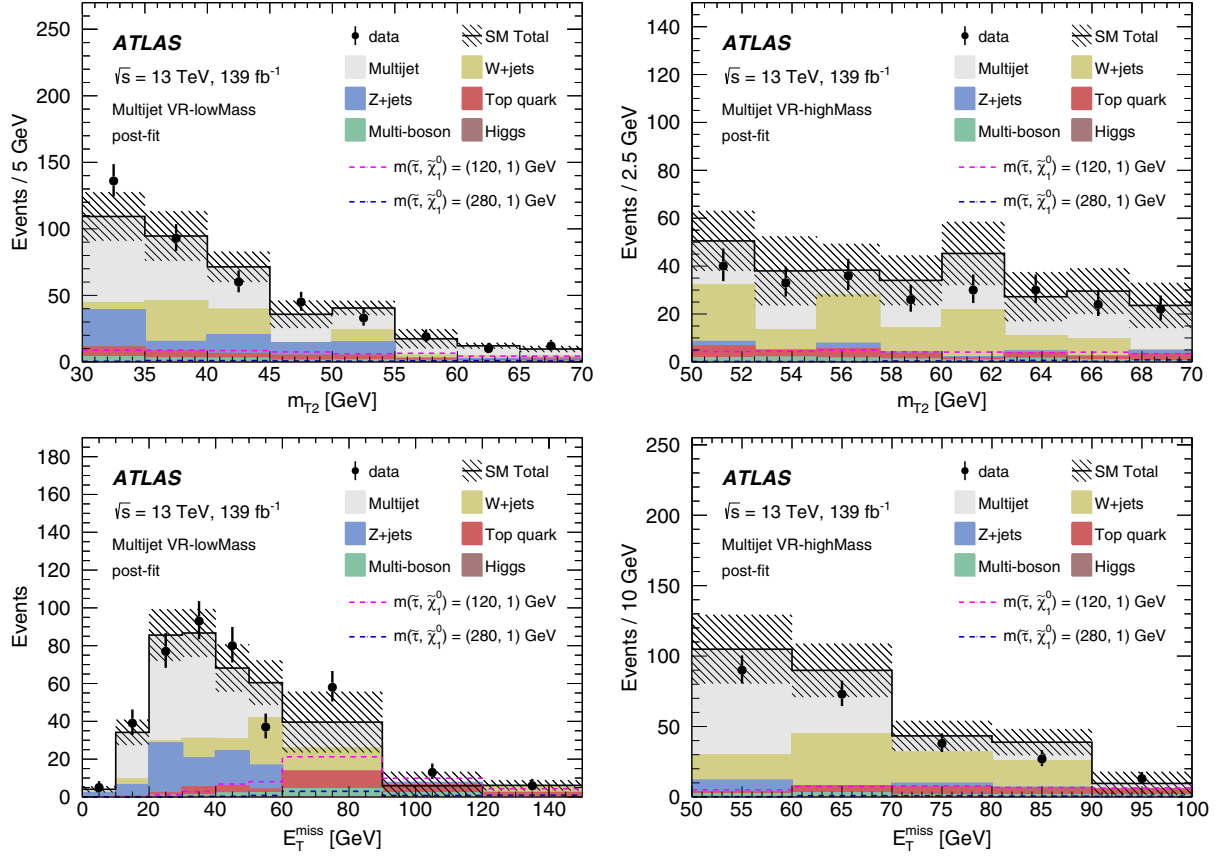 ATLAS
√s = 13 TeV, 139 fb⁻¹
Multijet VR-lowMass
post-fit
data
SM Total
Multijet
W+jets
Z+jets
Top quark
Multi-boson
Higgs
m(τ̃, χ̃₁⁰) = (120, 1) GeV
m(τ̃, χ̃₁⁰) = (280, 1) GeV
Events / 5 GeV
250
200
150
100
50
0
30 35 40 45 50 55 60 65 70
m_T2 [GeV]
ATLAS
√s = 13 TeV, 139 fb⁻¹
Multijet VR-highMass
post-fit
data
SM Total
Multijet
W+jets
Z+jets
Top quark
Multi-boson
Higgs
m(τ̃, χ̃₁⁰) = (120, 1) GeV
m(τ̃, χ̃₁⁰) = (280, 1) GeV
Events / 2.5 GeV
140
120
100
80
60
40
20
0
50 52 55 56 60 62 62 66 70
m_T2 [GeV]
ATLAS
√s = 13 TeV, 139 fb⁻¹
Multijet VR-lowMass
post-fit
data
SM Total
Multijet
W+jets
Z+jets
Top quark
Multi-boson
Higgs
m(τ̃, χ̃₁⁰) = (120, 1) GeV
m(τ̃, χ̃₁⁰) = (280, 1) GeV
Events
180
160
140
120
100
80
60
40
20
0
0 20 40 60 80 100 120 140
E_T^miss [GeV]
ATLAS
√s = 13 TeV, 139 fb⁻¹
Multijet VR-highMass
post-fit
data
SM Total
Multijet
W+jets
Z+jets
Top quark
Multi-boson
Higgs
m(τ̃, χ̃₁⁰) = (120, 1) GeV
m(τ̃, χ̃₁⁰) = (280, 1) GeV
Events / 10 GeV
250
200
150
100
50
0
50 55 60 65 70 75 80 85 90 95 100
E_T^miss [GeV]